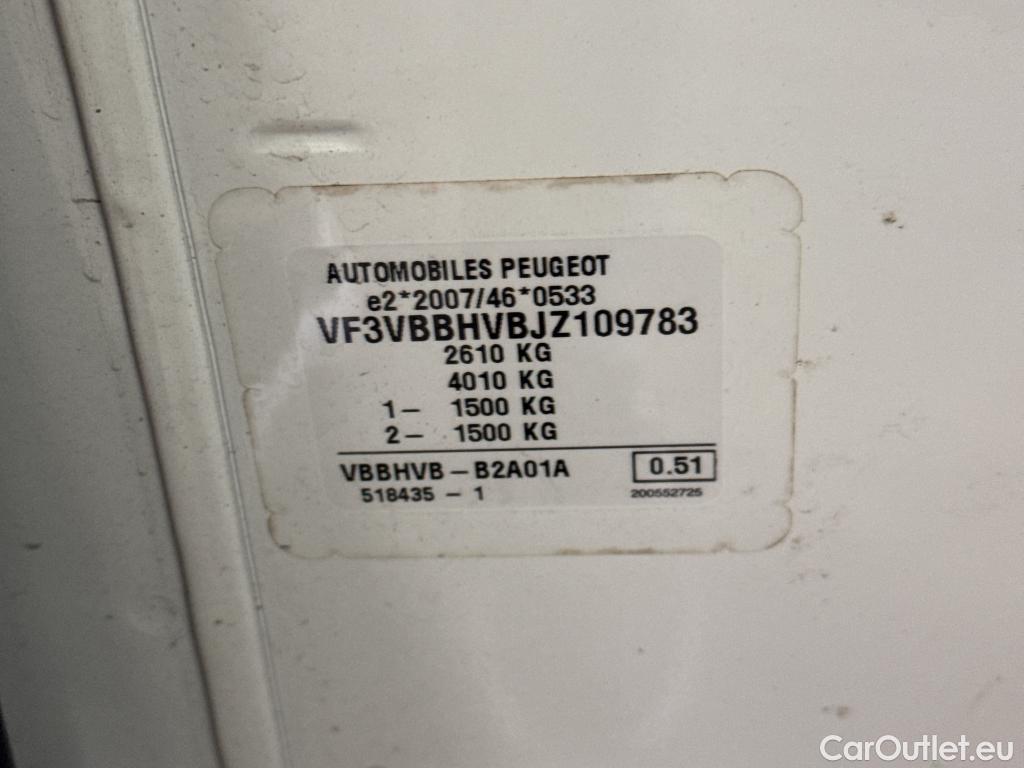 AUTOMOBILES PEUGEOT
e2*2007/46*0533
VF3VBBHVBJZ109783
2610 KG
4010 KG
1- 1500 KG
2- 1500 KG
VBBHVB - B2A01A 0.51
518435 - 1 200552725
CarOutlet.eu